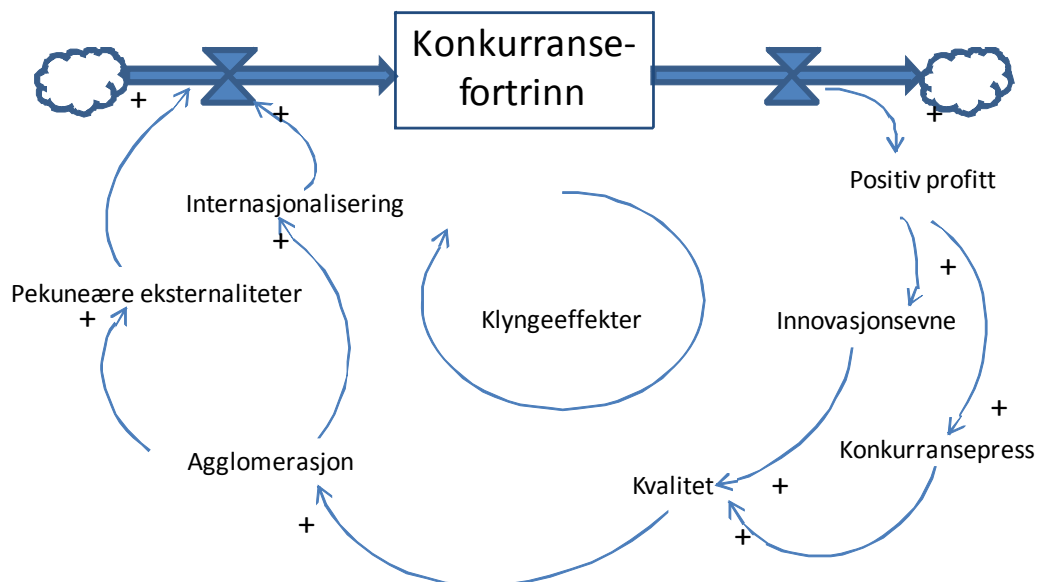 Konkurranse-
fortrinn
+
+
+
Positiv profitt
Internasjonalisering
+
+
Pekuneære eksternaliteter
+
Klyngeeffekter
Innovasjonsevne
+
Konkurransepress
Agglomerasjon
Kvalitet
+
+
+